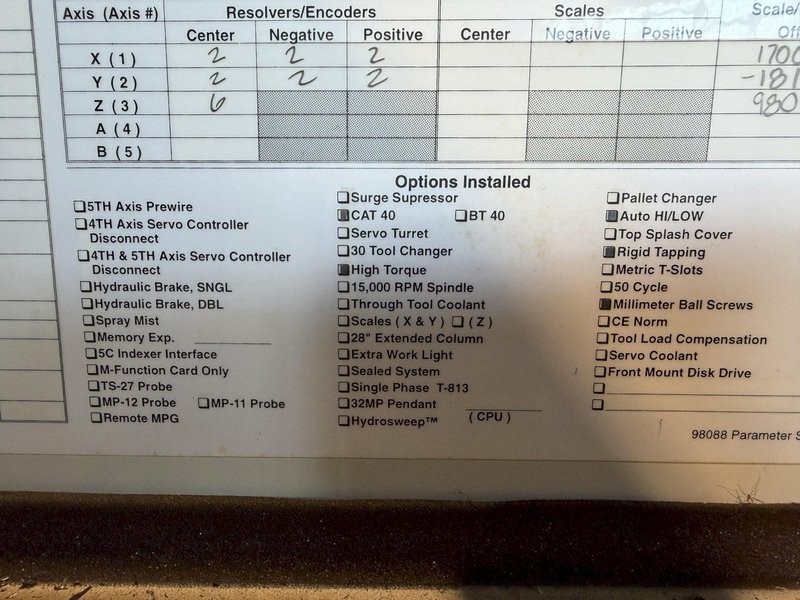 Axis (Axis #) Resolvers/Encoders Scales Scale/
Center Negative Positive Center Negative Positive Off
X (1) 2 2 2 1700
Y (2) 2 2 2 -181
Z (3) 6 980
A (4)
B (5)
Options Installed
5TH Axis Prewire
4TH Axis Servo Controller
Disconnect
4TH & 5TH Axis Servo Controller
Disconnect
Hydraulic Brake, SNGL
Hydraulic Brake, DBL
Spray Mist
Memory Exp.
5C Indexer Interface
M-Function Card Only
TS-27 Probe
MP-12 Probe MP-11 Probe
Remote MPG
Surge Supressor
CAT 40 BT 40
Servo Turret
30 Tool Changer
High Torque
15,000 RPM Spindle
Through Tool Coolant
Scales ( X & Y ) ( Z )
28" Extended Column
Extra Work Light
Sealed System
Single Phase T-813
32MP Pendant
Hydrosweep™ ( CPU )
Pallet Changer
Auto HI/LOW
Top Splash Cover
Rigid Tapping
Metric T-Slots
50 Cycle
Millimeter Ball Screws
CE Norm
Tool Load Compensation
Servo Coolant
Front Mount Disk Drive
98088 Parameter S